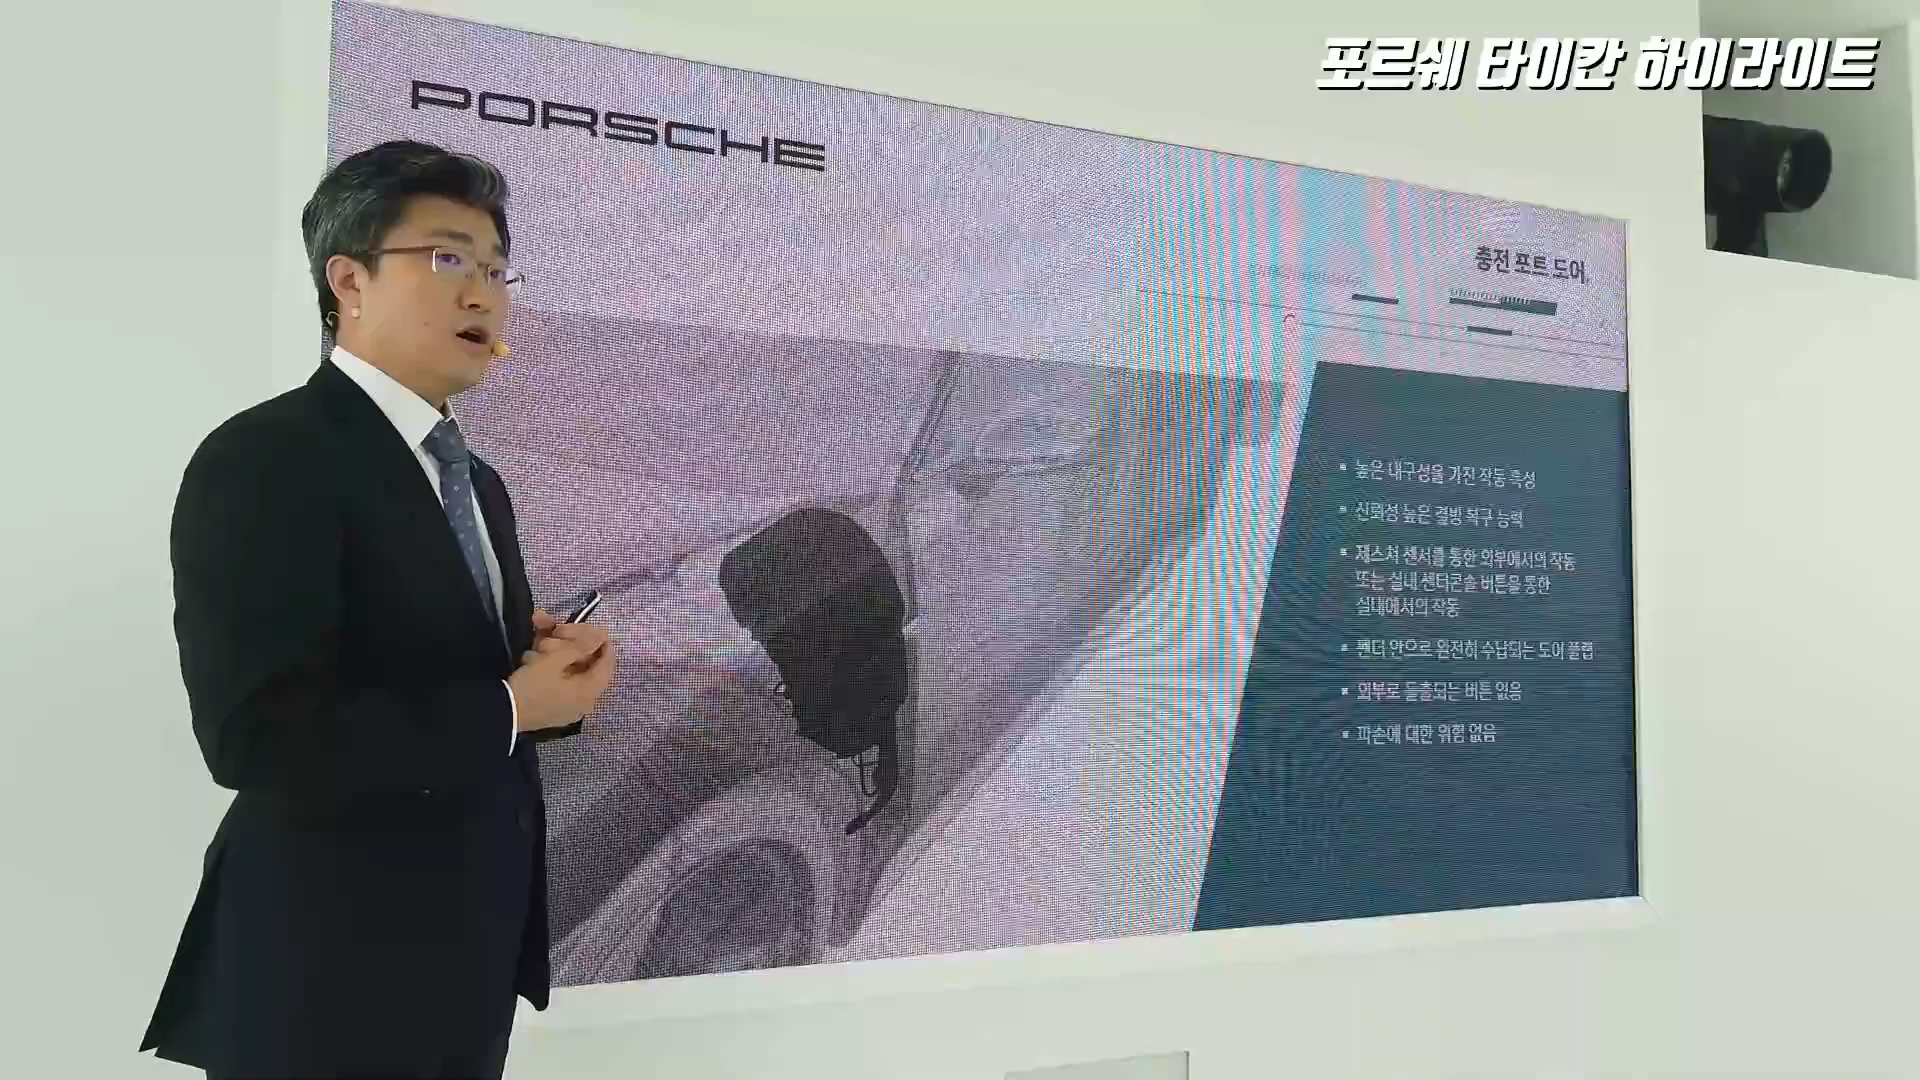 포르쉐 타이칸 하이라이트
PORSCHE
충전 포트 도어.
▪ 높은 내구성을 가진 작동 특성
▪ 신뢰성 높은 결빙 복구 능력
▪ 제스처 센서를 통한 외부에서의 작동
또는 실내 센터콘솔 버튼을 통한
실내에서의 작동
▪ 펜더 안으로 완전히 수납되는 도어 플랩
▪ 외부로 돌출되는 버튼 없음
▪ 파손에 대한 위험 없음